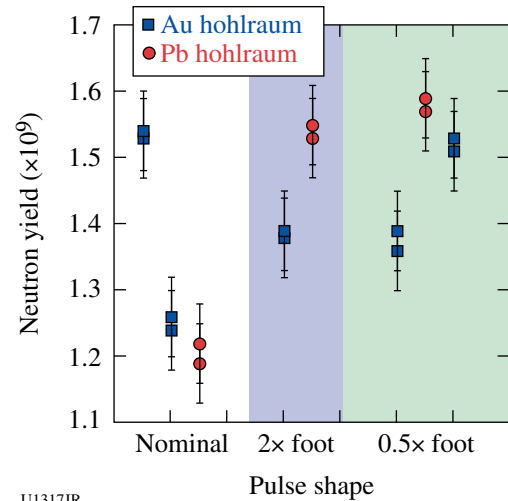 Au hohlraum
Pb hohlraum
Neutron yield (×10⁹)
1.7
1.6
1.5
1.4
1.3
1.2
1.1
Nominal 2× foot 0.5× foot
Pulse shape
U1317JR